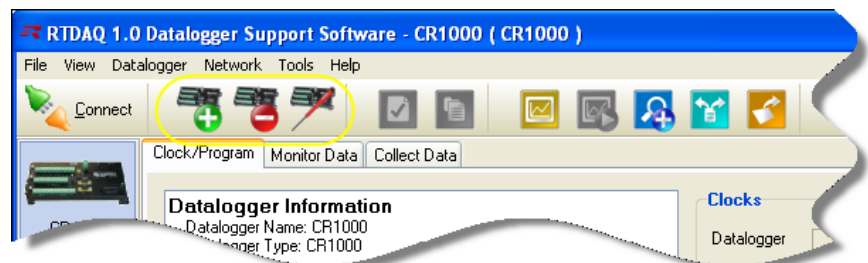 RTDAQ 1.0 Datalogger Support Software - CR1000 ( CR1000 )
File View Datalogger Network Tools Help
Connect
Clock/Program Monitor Data Collect Data
Datalogger Information
Datalogger Name: CR1000
Type: CR1000
Clocks
Datalogger